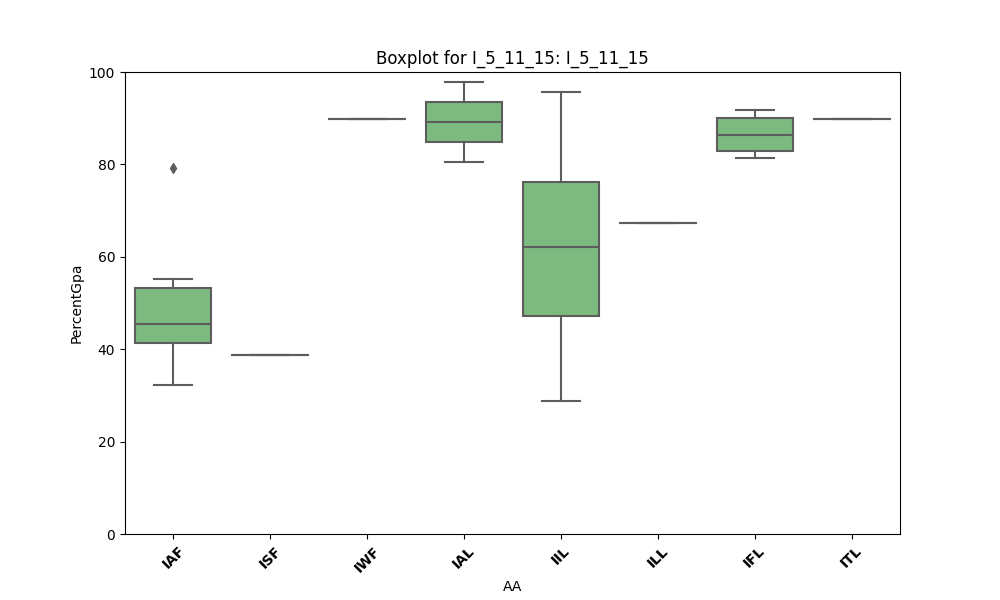 Boxplot for I_5_11_15: I_5_11_15
100
80
60
40
20
0
PercentGpa
IAF
ISF
IWF
IAL
IIL
ILL
IFL
ITL
AA